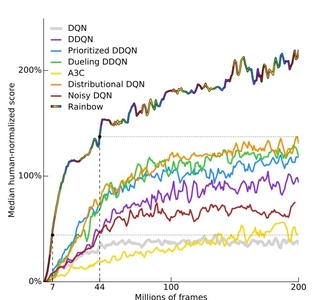 DQN
DDQN
Prioritized DDQN
Dueling DDQN
A3C
Distributional DQN
Noisy DQN
Rainbow
Median human-normalized score
200%
100%
0%
7 44 100 200
Millions of frames